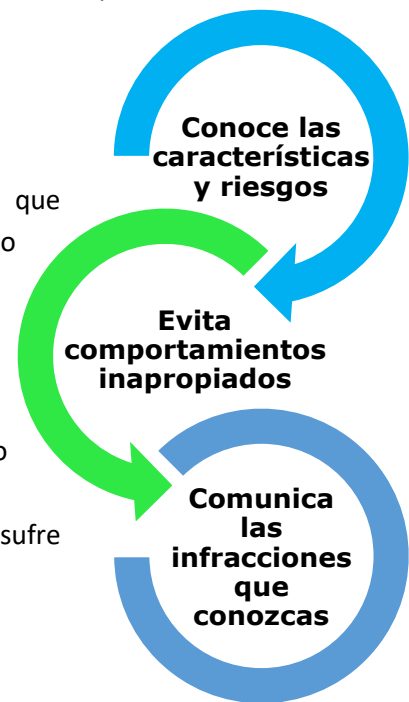 Conoce las
características
y riesgos
que
o
Evita
comportamientos
inapropiados
o
sufre
Comunica
las
infracciones
que
conozcas